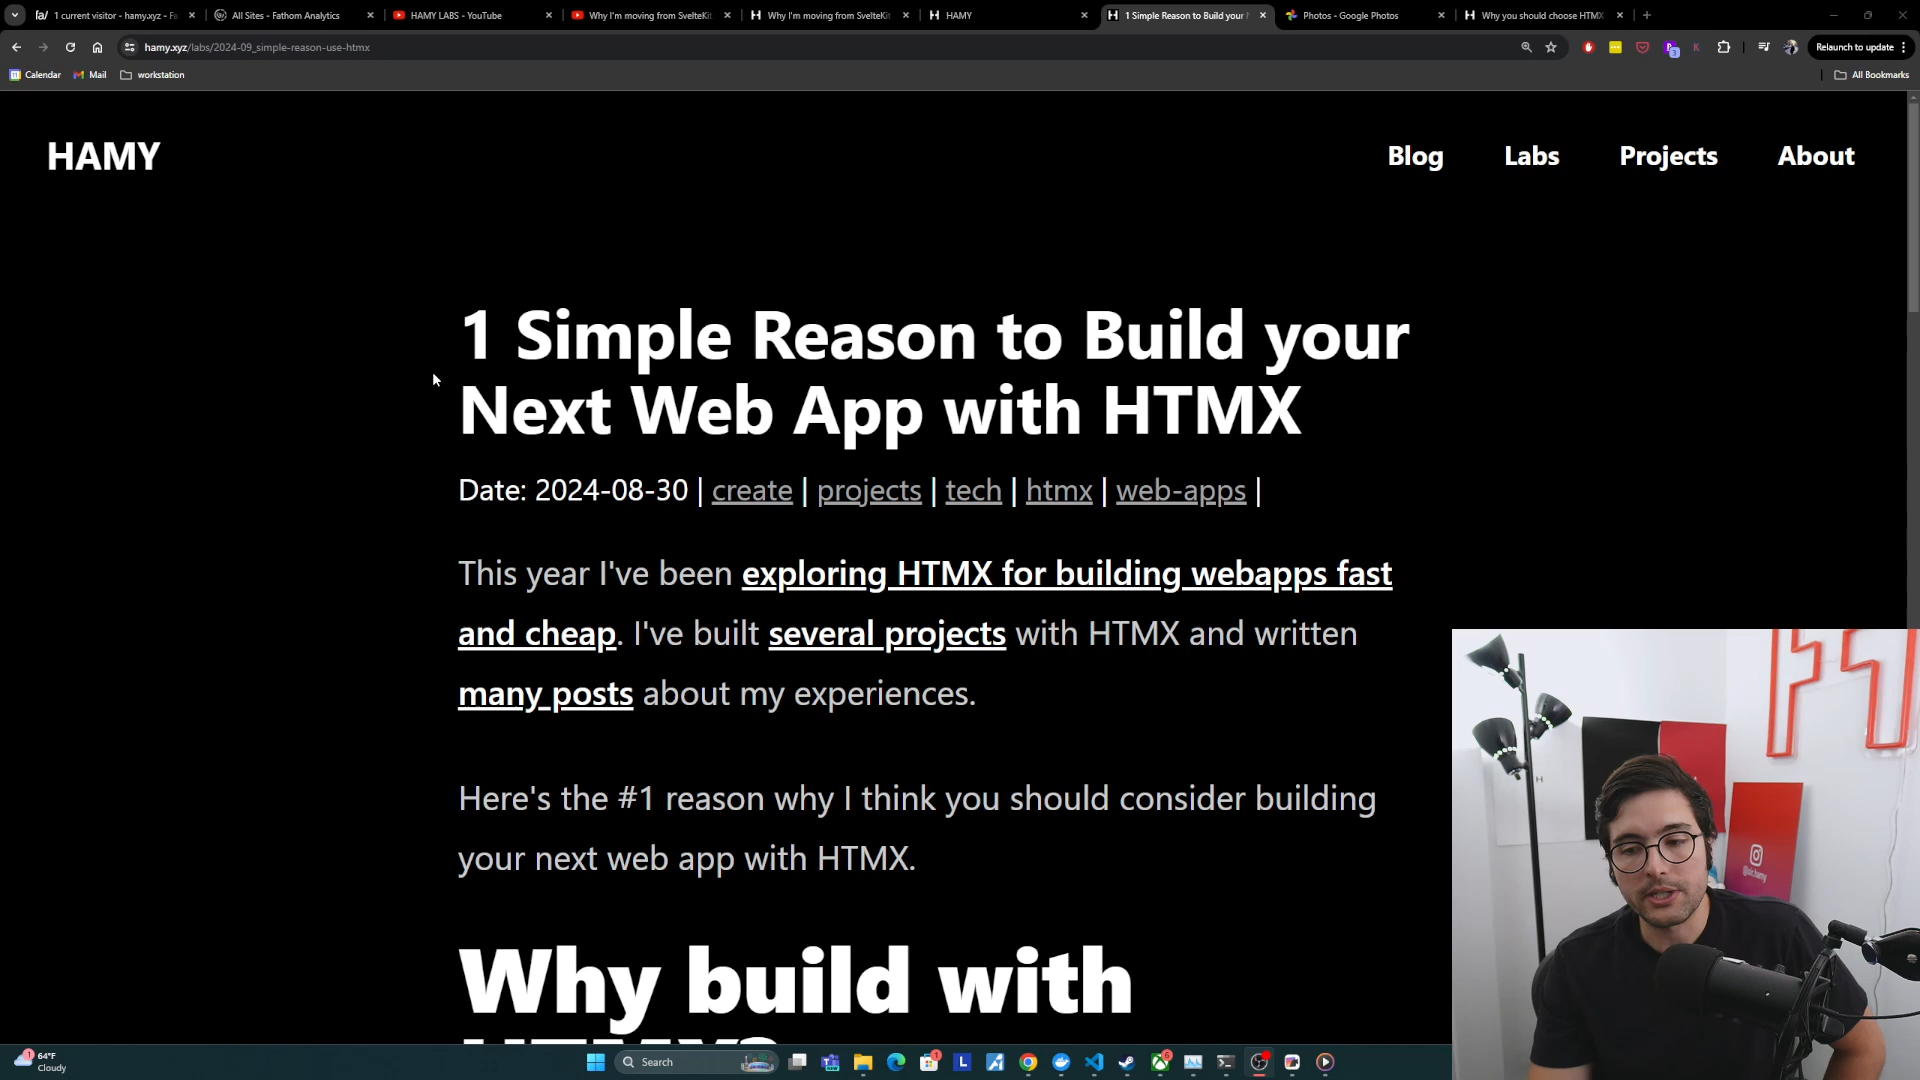 1 current visitor - hamy.xyz - Fa
All Sites - Fathom Analytics
HAMY LABS - YouTube
Why I'm moving from SvelteKit
Why I'm moving from SvelteKit
HAMY
1 Simple Reason to Build your N
Photos - Google Photos
Why you should choose HTMX
hamy.xyz/labs/2024-09_simple-reason-use-htmx
Relaunch to update
Calendar
Mail
workstation
All Bookmarks
HAMY
Blog
Labs
Projects
About
1 Simple Reason to Build your
Next Web App with HTMX
Date: 2024-08-30 | create | projects | tech | htmx | web-apps |
This year I've been exploring HTMX for building webapps fast
and cheap. I've built several projects with HTMX and written
many posts about my experiences.
Here's the #1 reason why I think you should consider building
your next web app with HTMX.
Why build with
HTMX?
@sir.hamy
64°F
Cloudy
Search